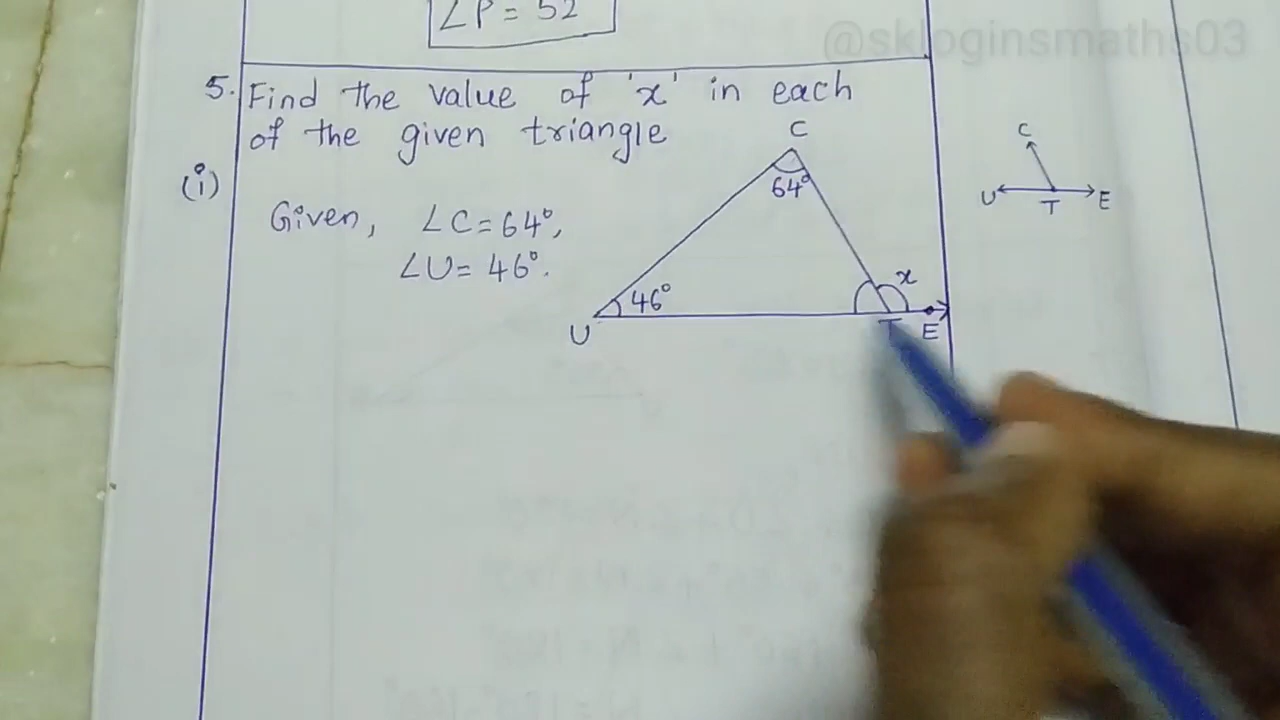 ∠P = 52
@skloginsmaths03
5. Find the value of 'x' in each
of the given triangle
(i)
Given, ∠C = 64°,
∠U = 46°.
C
64°
46°
x
U
T
E
C
U
T
E